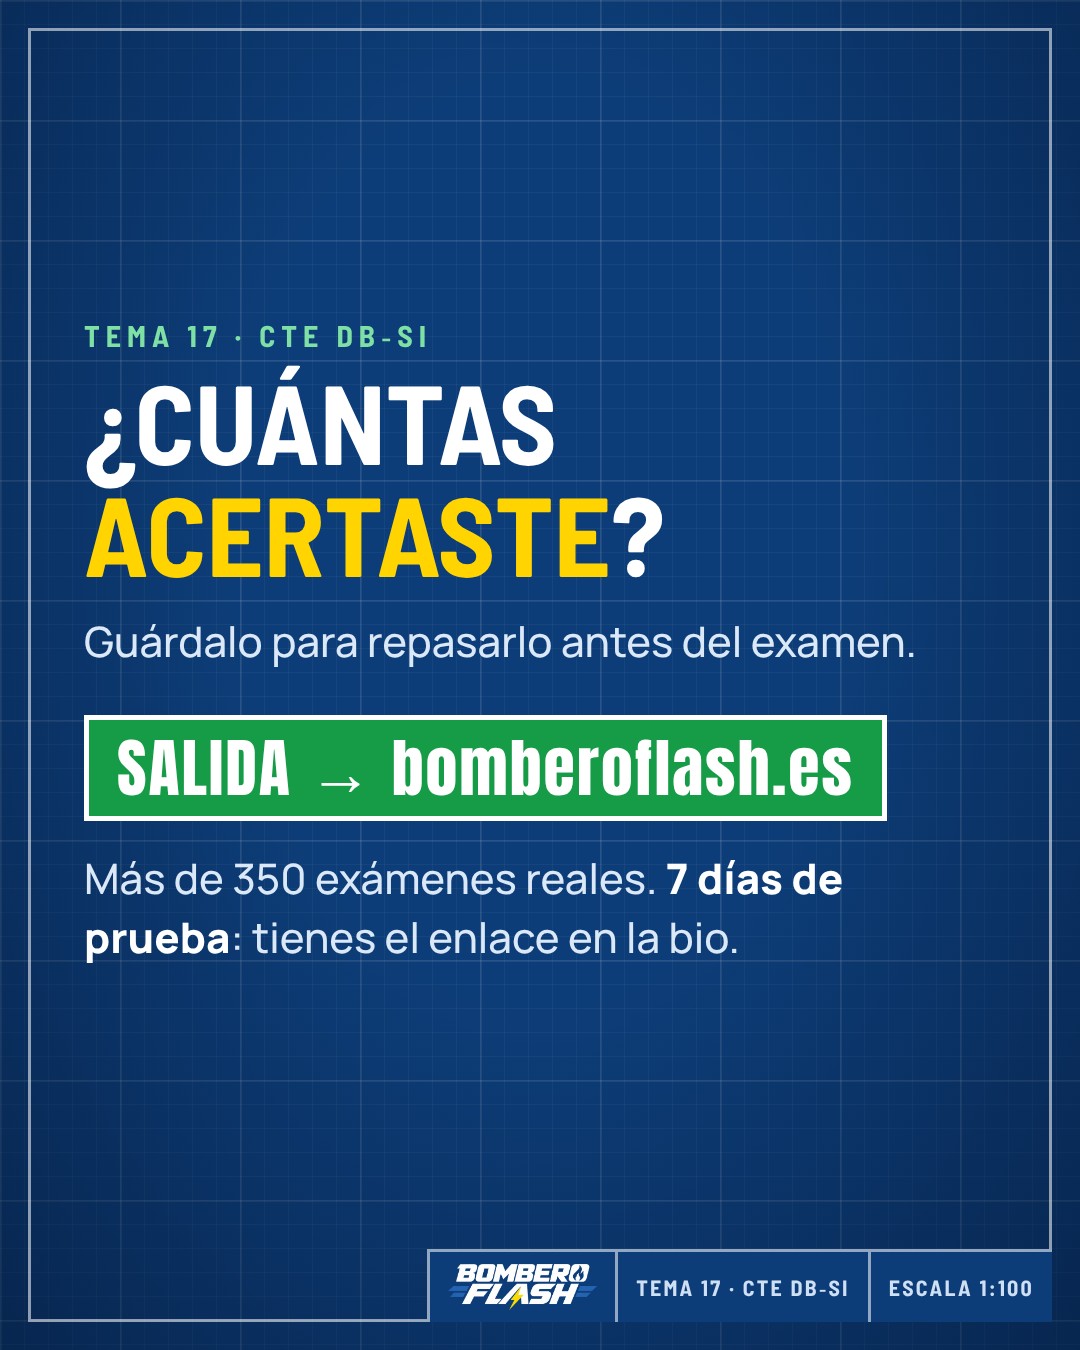 TEMA 17 · CTE DB-SI
¿CUÁNTAS
ACERTASTE?
Guárdalo para repasarlo antes del examen.
SALIDA → bomberoflash.es
Más de 350 exámenes reales. 7 días de
prueba: tienes el enlace en la bio.
BOMBERO
FLASH
TEMA 17 · CTE DB-SI
ESCALA 1:100